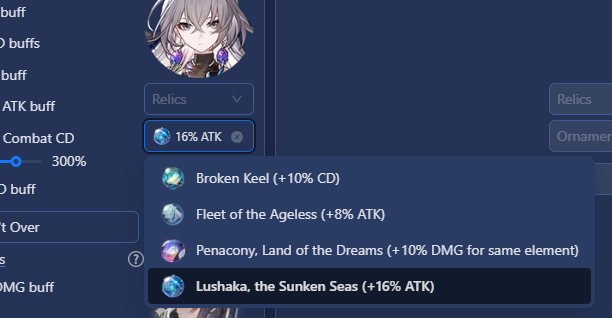 D buffs
buff
ATK buff
Combat CD
300%
D buff
't Over
s
?
DMG buff
Relics
16% ATK
Broken Keel (+10% CD)
Fleet of the Ageless (+8% ATK)
Penacony, Land of the Dreams (+10% DMG for same element)
Lushaka, the Sunken Seas (+16% ATK)
Relics
Ornamen